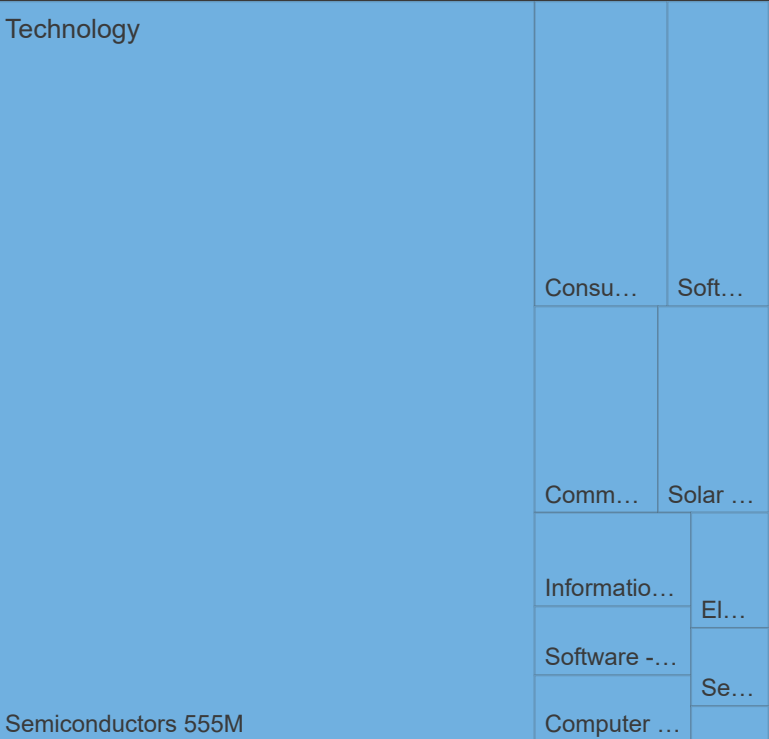 Technology
Consu…
Soft…
Comm…
Solar …
Informatio…
El…
Software -…
Se…
Semiconductors 555M
Computer …